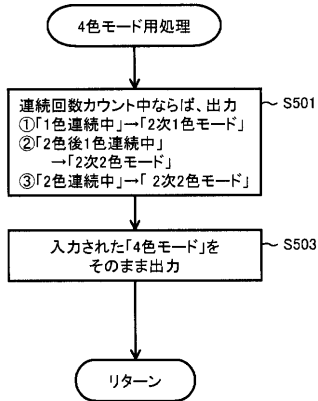 4色モード用処理
連続回数カウント中ならば、出力
①「1色連続中」→「2次1色モード」
②「2色後1色連続中」
→「2次2色モード」
③「2色連続中」→「 2次2色モード」
S501
入力された「4色モード」を
そのまま出力
S503
リターン